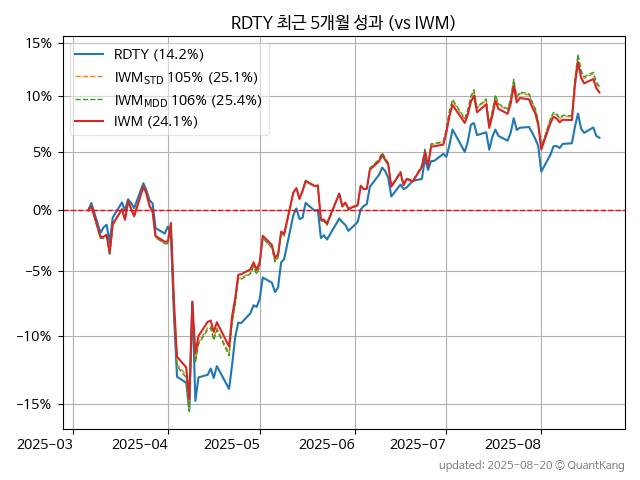 RDTY 최근 5개월 성과 (vs IWM)
RDTY (14.2%)
IWM_STD 105% (25.1%)
IWM_MDD 106% (25.4%)
IWM (24.1%)
15%
10%
5%
0%
−5%
−10%
−15%
2025-03 2025-04 2025-05 2025-06 2025-07 2025-08
updated: 2025-08-20 © QuantKang